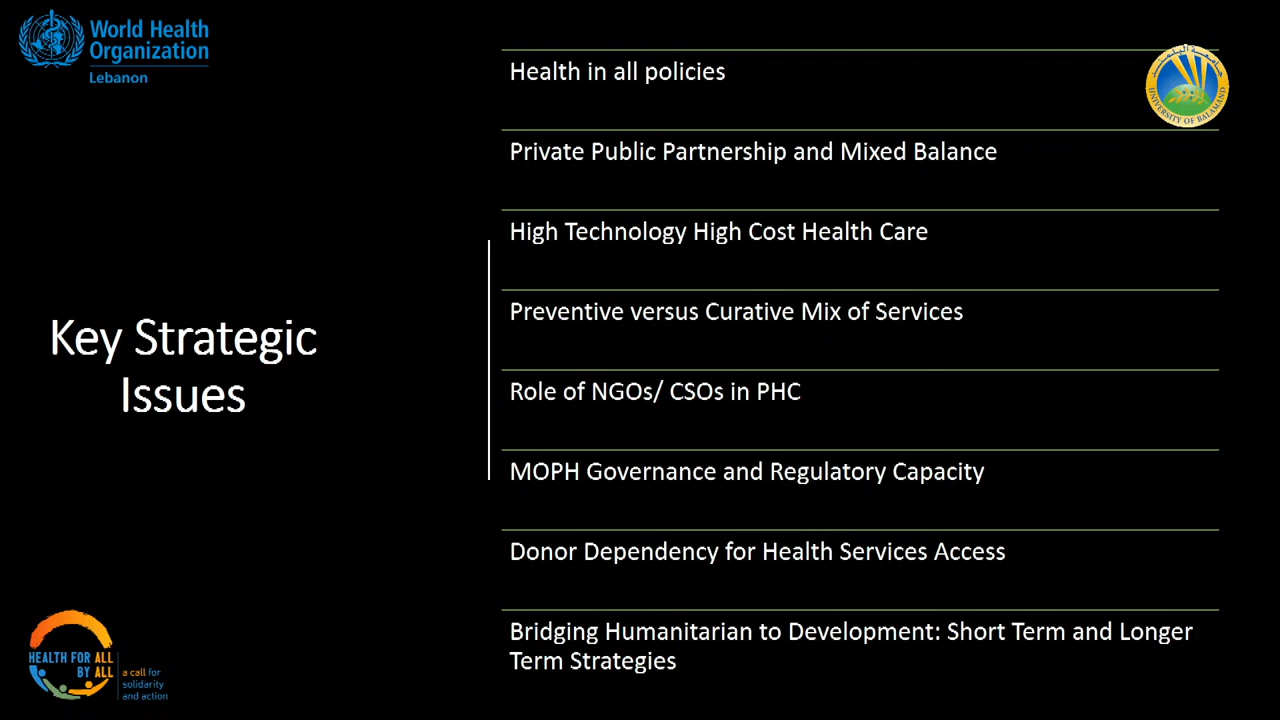 World Health
Organization
Lebanon
Health in all policies
UNIVERSITY OF BALAMAND
Private Public Partnership and Mixed Balance
High Technology High Cost Health Care
Preventive versus Curative Mix of Services
Key Strategic
Issues
Role of NGOs/ CSOs in PHC
MOPH Governance and Regulatory Capacity
Donor Dependency for Health Services Access
Bridging Humanitarian to Development: Short Term and Longer
Term Strategies
HEALTH FOR ALL
BY ALL
a call for
solidarity
and action